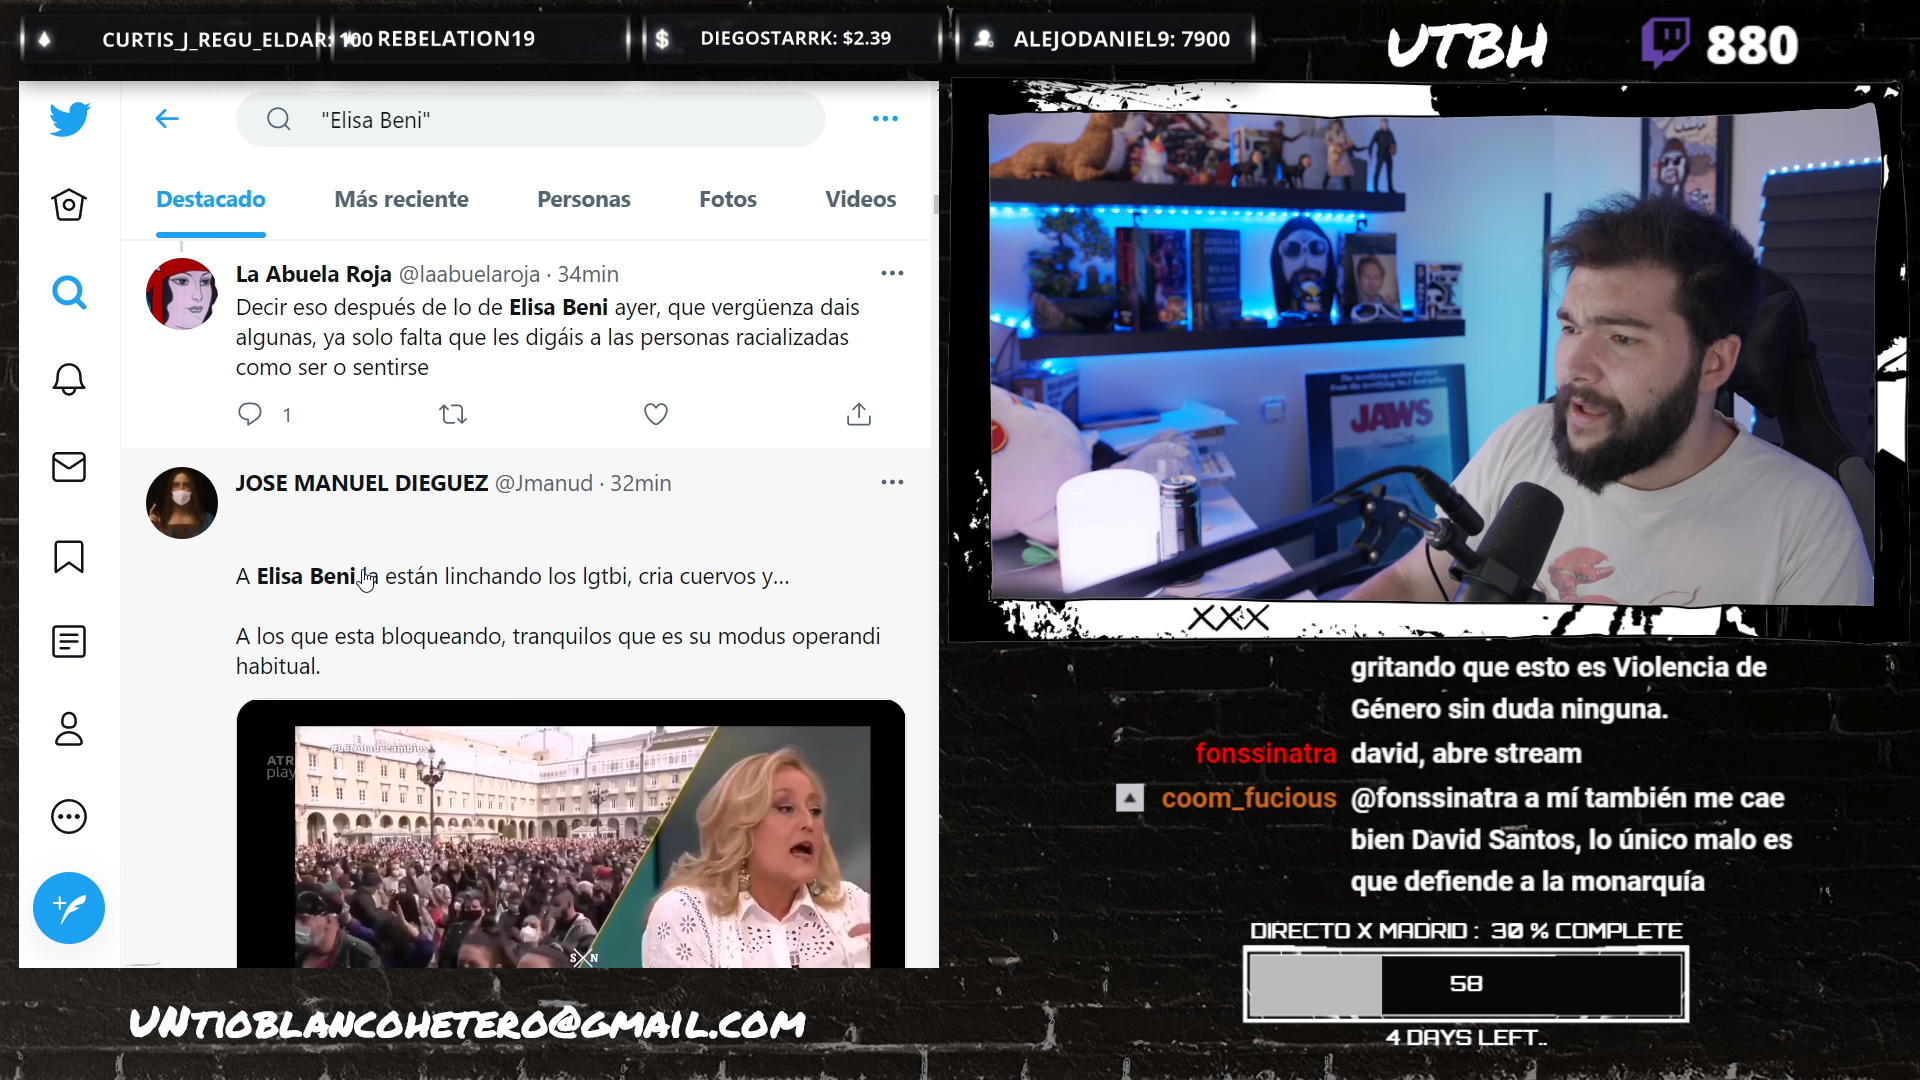 CURTIS_J_REGU_ELDAR: 100
REBELATION19
$ DIEGOSTARRK: $2.39
ALEJODANIEL9: 7900
UTBH
880
"Elisa Beni"
Destacado
Más reciente
Personas
Fotos
Videos
La Abuela Roja @laabuelaroja · 34min
Decir eso después de lo de Elisa Beni ayer, que vergüenza dais
algunas, ya solo falta que les digáis a las personas racializadas
como ser o sentirse
1
JOSE MANUEL DIEGUEZ @Jmanud · 32min
A Elisa Beni están linchando los lgtbi, cria cuervos y...
A los que esta bloqueando, tranquilos que es su modus operandi
habitual.
ATR
play
S N
JAWS
XXX
gritando que esto es Violencia de
Género sin duda ninguna.
fonssinatra david, abre stream
coom_fucious @fonssinatra a mí también me cae
bien David Santos, lo único malo es
que defiende a la monarquía
DIRECTO X MADRID : 30 % COMPLETE
58
4 DAYS LEFT..
UNTIOBLANCOHETERO@GMAIL.COM